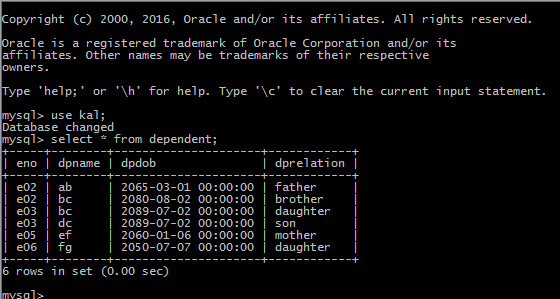 Copyright (c) 2000, 2016, Oracle and/or its affiliates. All rights reserved.
Oracle is a registered trademark of Oracle Corporation and/or its
affiliates. Other names may be trademarks of their respective
owners.
Type 'help;' or '\h' for help. Type '\c' to clear the current input statement.
mysql> use kal;
Database changed
mysql> select * from dependent;
+-----+--------+---------------------+------------+
| eno | dpname | dpdob               | dprelation |
+-----+--------+---------------------+------------+
| e02 | ab     | 2065-03-01 00:00:00 | father     |
| e02 | bc     | 2080-08-02 00:00:00 | brother    |
| e03 | bc     | 2089-07-02 00:00:00 | daughter   |
| e03 | dc     | 2089-07-02 00:00:00 | son        |
| e05 | ef     | 2060-01-06 00:00:00 | mother     |
| e06 | fg     | 2050-07-07 00:00:00 | daughter   |
+-----+--------+---------------------+------------+
6 rows in set (0.00 sec)
mysql>